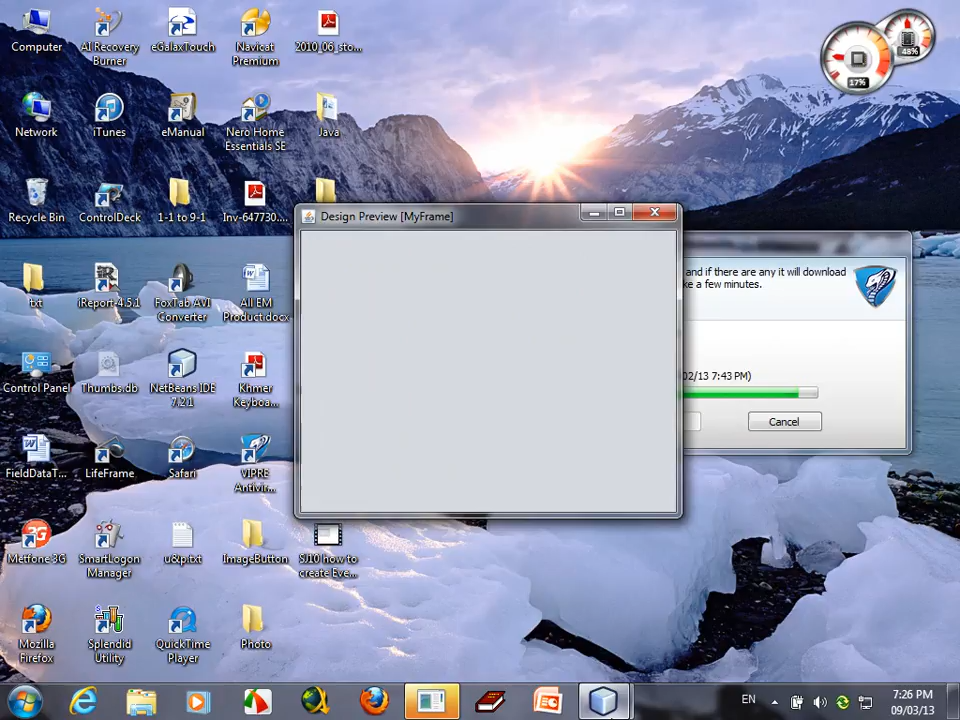 Computer
AI Recovery
Burner
eGalaxTouch
Navicat
Premium
2010_06_sto...
48%
17%
Network
iTunes
eManual
Nero Home
Essentials SE
Java
Recycle Bin
ControlDeck
1-1 to 9-1
Inv-647730....
Design Preview [MyFrame]
and if there are any it will download
ke a few minutes.
txt
iReport-4.5.1
FoxTab AVI
Converter
All EM
Product.docx
02/13 7:43 PM)
Cancel
Control Panel
Thumbs.db
NetBeans IDE
7.2.1
Khmer
Keyboa...
FieldDataT...
LifeFrame
Safari
VIPRE
Antivir...
Metfone 3G
SmartLogon
Manager
u&p.txt
ImageButton
SJ10 how to
create Eve...
Mozilla
Firefox
Splendid
Utility
QuickTime
Player
Photo
EN
7:26 PM
09/03/13